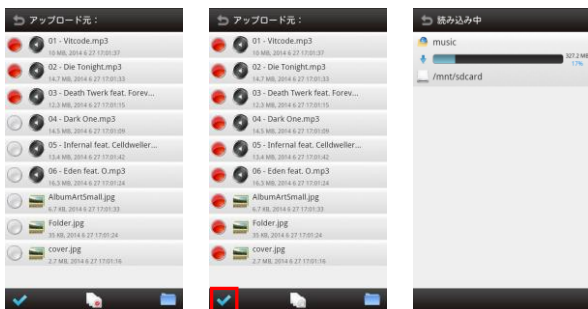 アップロード元：
01 - Vitcode.mp3
10 MB, 2014 6 27 17:01:37
02 - Die Tonight.mp3
14.7 MB, 2014 6 27 17:01:33
03 - Death Twerk feat. Forev...
12.3 MB, 2014 6 27 17:01:15
04 - Dark One.mp3
14.5 MB, 2014 6 27 17:01:09
05 - Infernal feat. Celldweller...
13.4 MB, 2014 6 27 17:01:42
06 - Eden feat. O.mp3
16.3 MB, 2014 6 27 17:01:24
AlbumArtSmall.jpg
6.7 KB, 2014 6 27 17:01:33
Folder.jpg
35 KB, 2014 6 27 17:01:24
cover.jpg
2.7 MB, 2014 6 27 17:01:16
アップロード元：
01 - Vitcode.mp3
10 MB, 2014 6 27 17:01:37
02 - Die Tonight.mp3
14.7 MB, 2014 6 27 17:01:33
03 - Death Twerk feat. Forev...
12.3 MB, 2014 6 27 17:01:15
04 - Dark One.mp3
14.5 MB, 2014 6 27 17:01:09
05 - Infernal feat. Celldweller...
13.4 MB, 2014 6 27 17:01:42
06 - Eden feat. O.mp3
16.3 MB, 2014 6 27 17:01:24
AlbumArtSmall.jpg
6.7 KB, 2014 6 27 17:01:33
Folder.jpg
35 KB, 2014 6 27 17:01:24
cover.jpg
2.7 MB, 2014 6 27 17:01:16
読み込み中
music
327.2 MB
17%
/mnt/sdcard